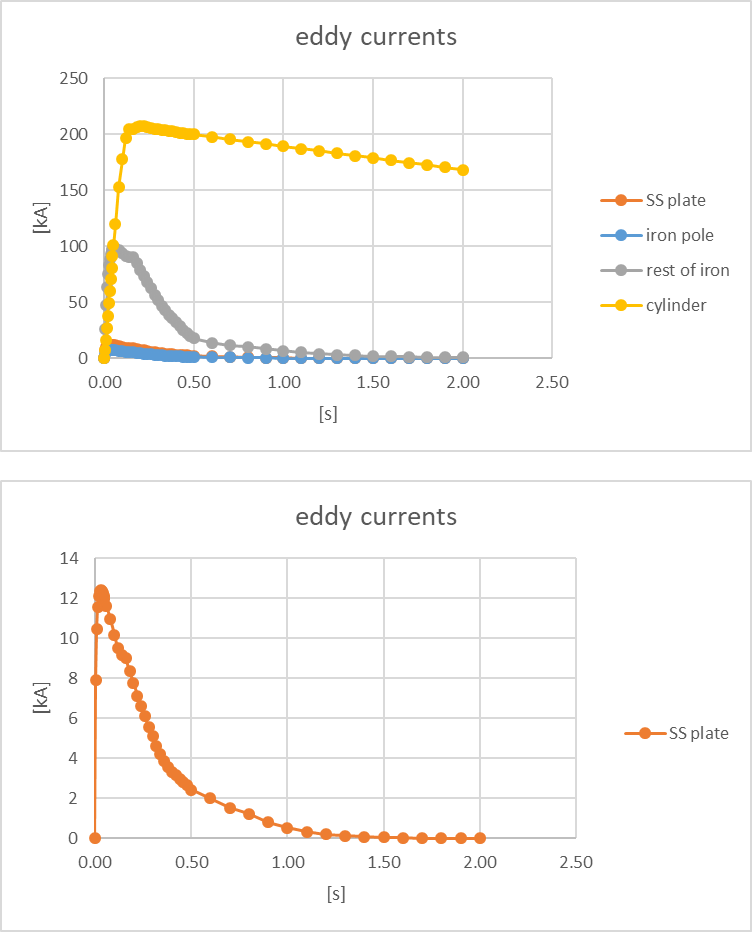 eddy currents
250
200
150
100
50
0
[kA]
0.00 0.50 1.00 1.50 2.00 2.50
[s]
SS plate
iron pole
rest of iron
cylinder
eddy currents
14
12
10
8
6
4
2
0
[kA]
0.00 0.50 1.00 1.50 2.00 2.50
[s]
SS plate